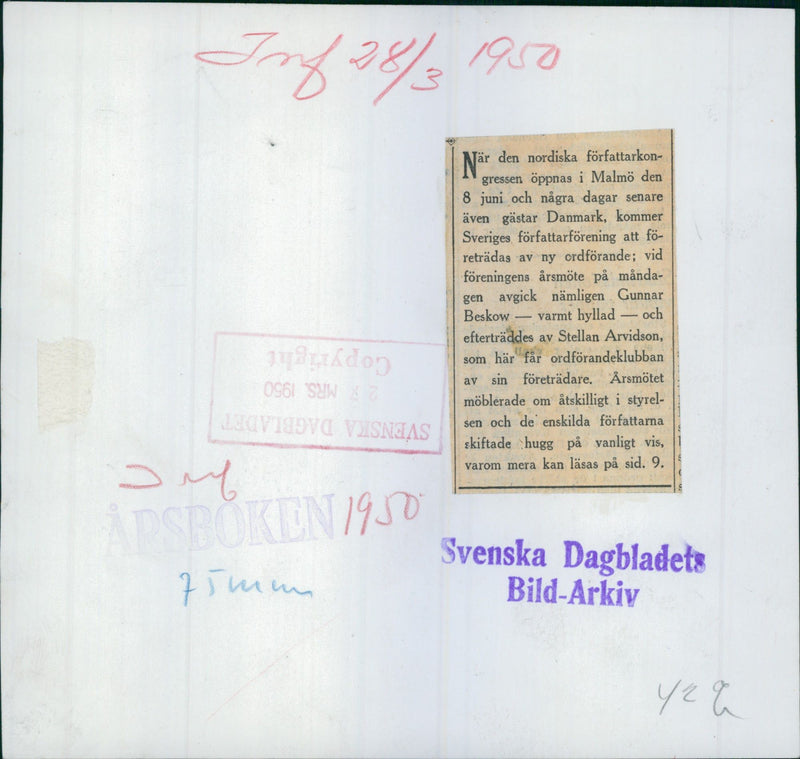 Inf 28/3 1950
När den nordiska författarkon-
gressen öppnas i Malmö den
8 juni och några dagar senare
även gästar Danmark, kommer
Sveriges författarförening att fö-
reträdas av ny ordförande; vid
föreningens årsmöte på månda-
gen avgick nämligen Gunnar
Beskow — varmt hyllad — och
efterträddes av Stellan Arvidson,
som här får ordförandeklubban
av sin företrädare. Årsmötet
möblerade om åtskilligt i styrel-
sen och de enskilda författarna
skiftade hugg på vanligt vis,
varom mera kan läsas på sid. 9.
SVENSKA DAGBLADET
MRS. 1950
Copyright
Inf
ÅRSBOKEN 1950
75 mm
Svenska Dagbladets
Bild-Arkiv